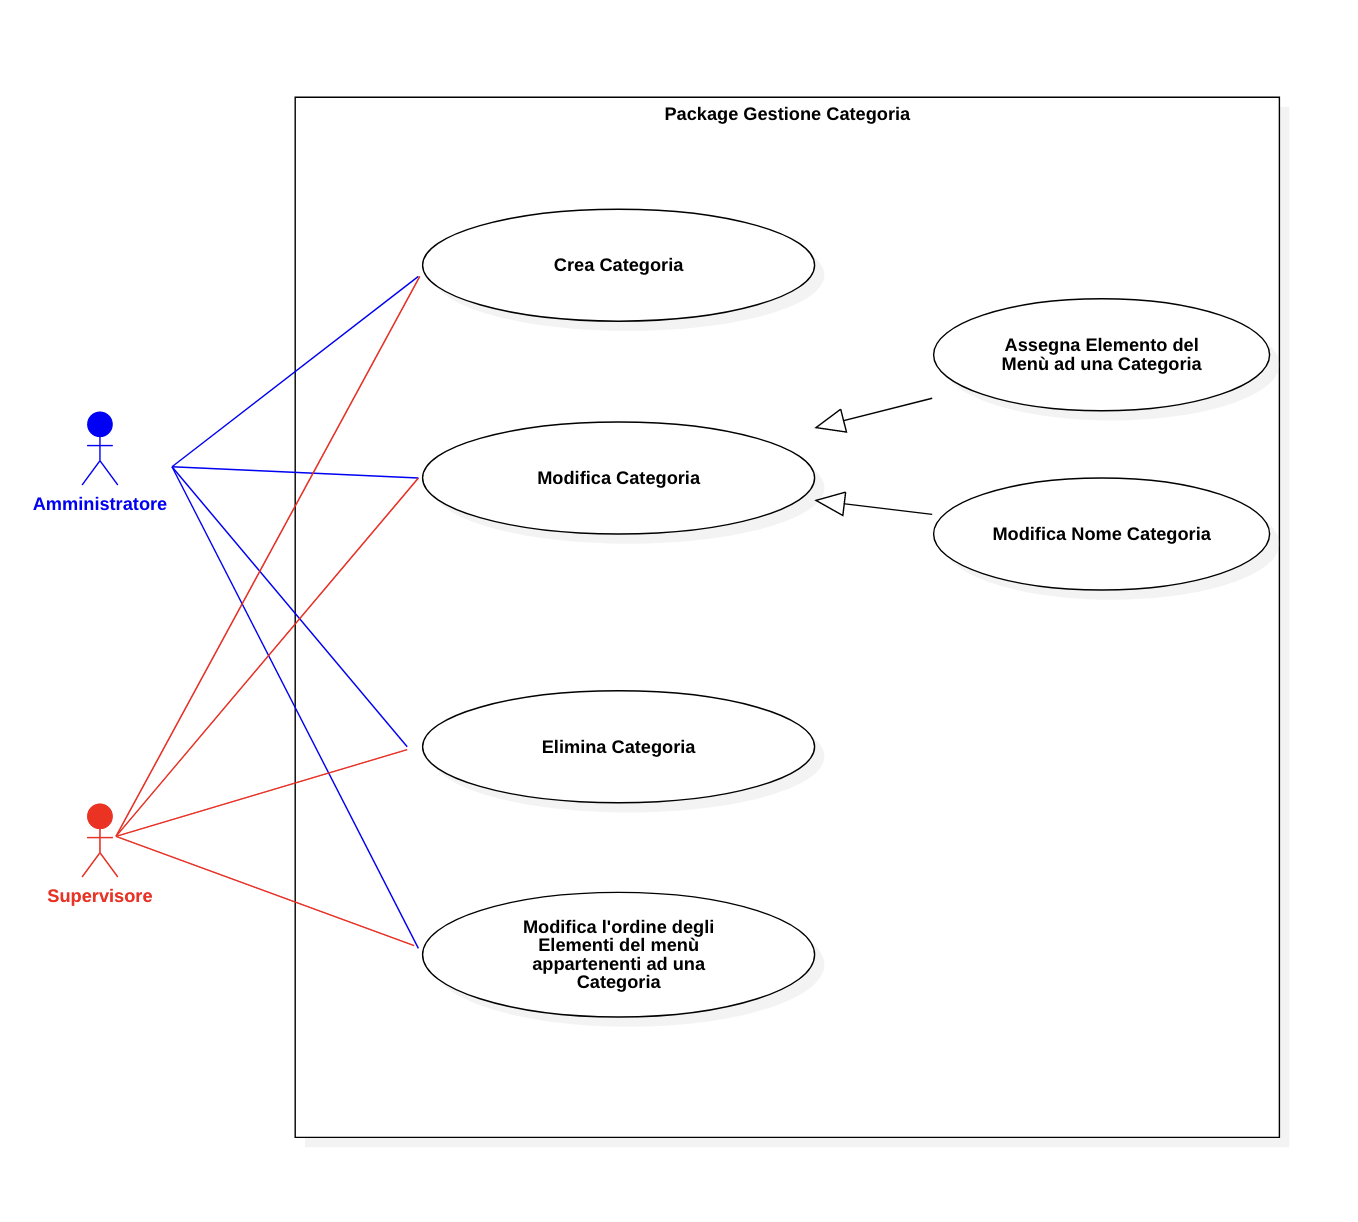 Package Gestione Categoria
Crea Categoria
Assegna Elemento del
Menù ad una Categoria
Modifica Categoria
Amministratore
Modifica Nome Categoria
Elimina Categoria
Supervisore
Modifica l'ordine degli
Elementi del menù
appartenenti ad una
Categoria